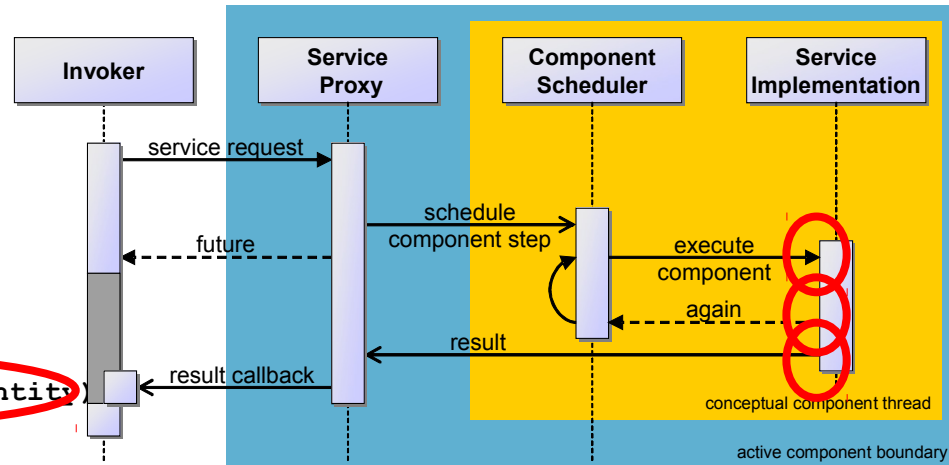 Invoker
Service
Proxy
Component
Scheduler
Service
Implementation
service request
schedule
component step
future
execute
component
again
result
result callback
ntity)
conceptual component thread
active component boundary